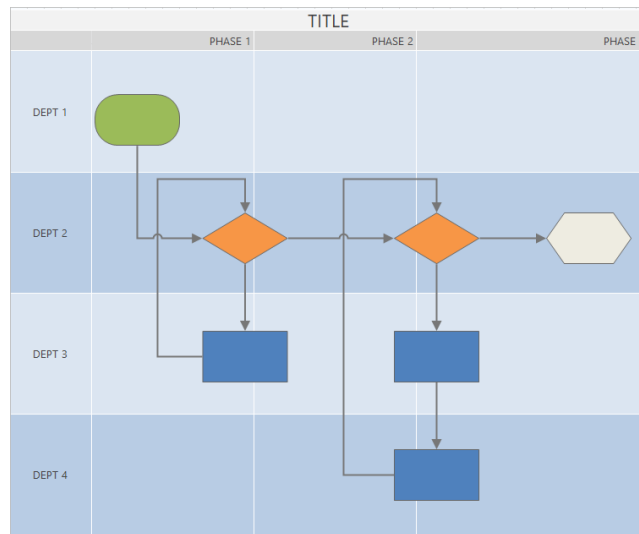 TITLE
PHASE 1
PHASE 2
PHASE
DEPT 1
DEPT 2
DEPT 3
DEPT 4